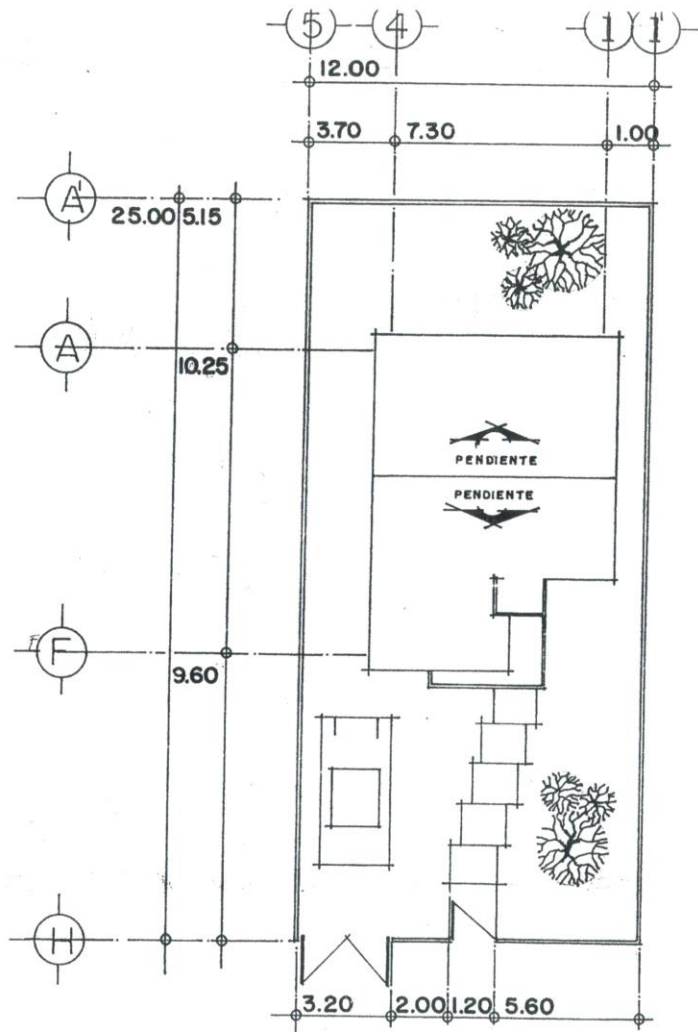 5 4 1 1'
12.00
3.70 7.30 1.00
A'
25.00 5.15
A
10.25
PENDIENTE
PENDIENTE
F F
9.60
H
3.20 2.00 1.20 5.60